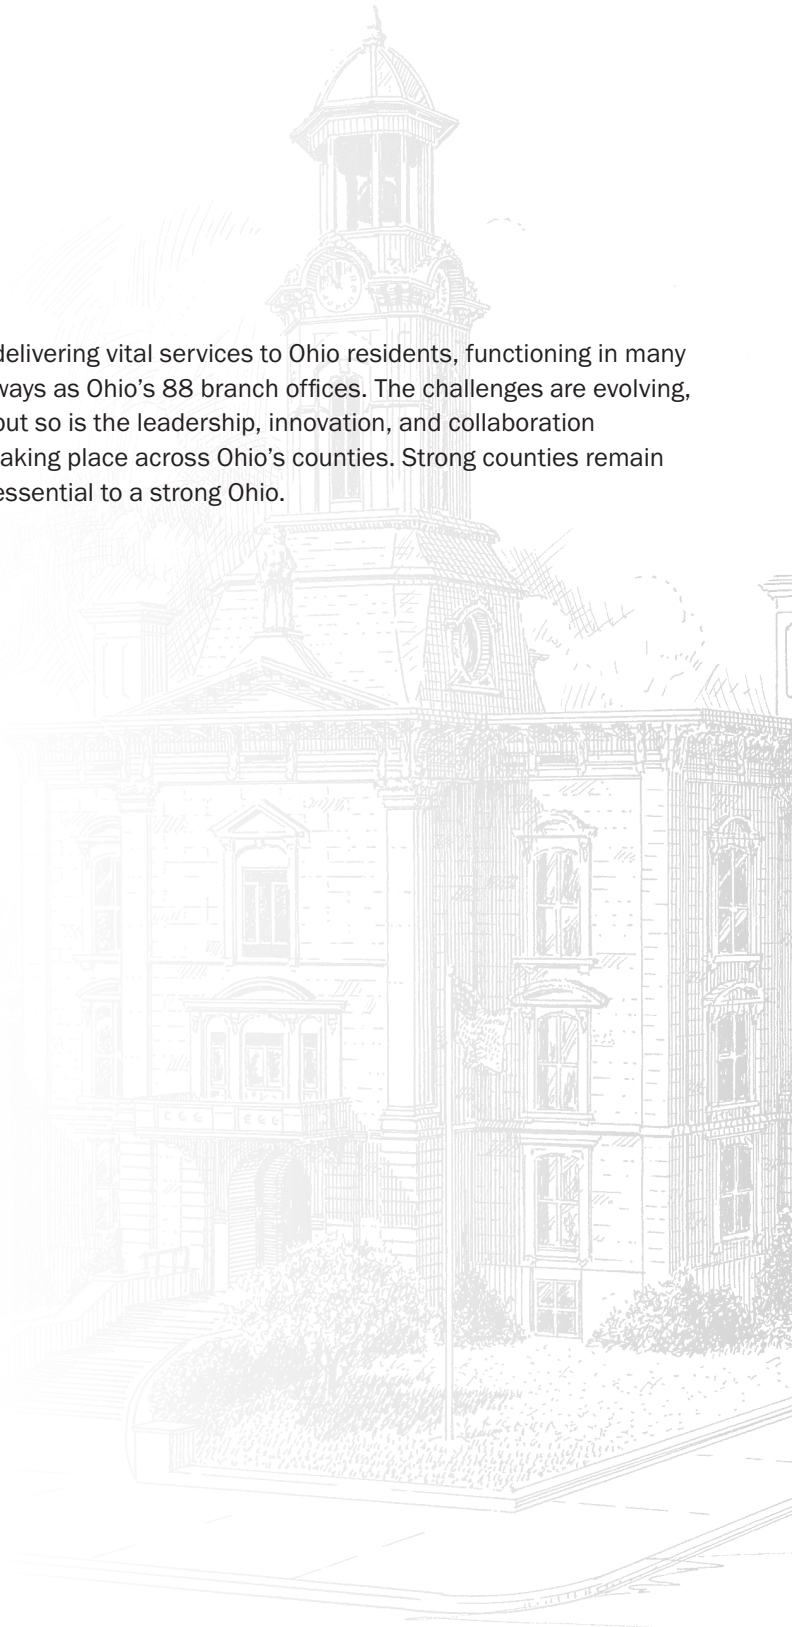 delivering vital services to Ohio residents, functioning in many
ways as Ohio’s 88 branch offices. The challenges are evolving,
but so is the leadership, innovation, and collaboration
aking place across Ohio’s counties. Strong counties remain
essential to a strong Ohio.